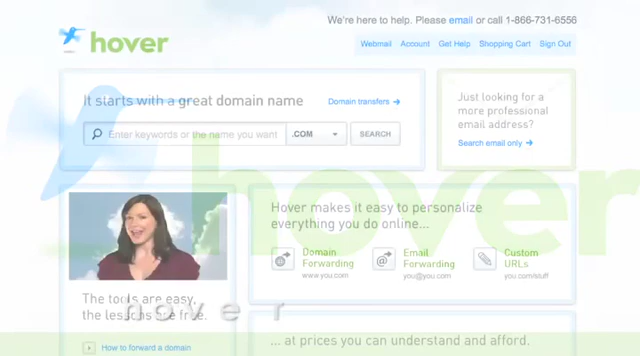 We're here to help. Please email or call 1-866-731-6556
hover
Webmail Account Get Help Shopping Cart Sign Out
It starts with a great domain name
Domain transfers
Enter keywords or the name you want
.COM
SEARCH
Just looking for a
more professional
email address?
Search email only
hover
Hover makes it easy to personalize
everything you do online...
Domain
Forwarding
www.you.com
Email
Forwarding
you@you.com
Custom
URLs
you.com/stuff
The tools are easy,
the lessons are free.
hover
How to forward a domain
... at prices you can understand and afford.